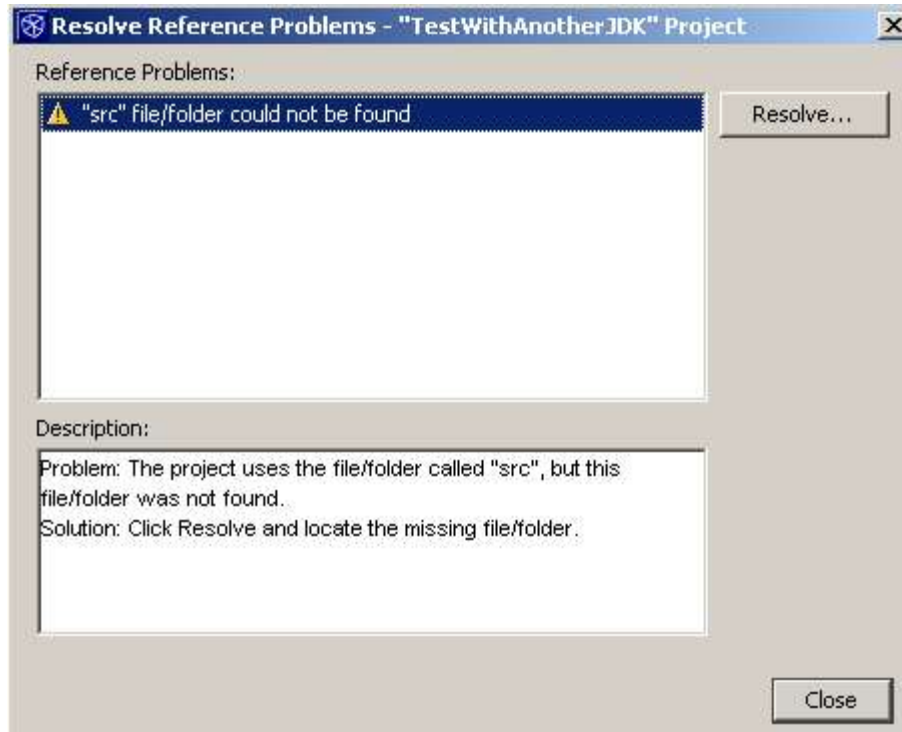 Resolve Reference Problems - "TestWithAnotherJDK" Project
Reference Problems:
"src" file/folder could not be found
Resolve...
Description:
Problem: The project uses the file/folder called "src", but this
file/folder was not found.
Solution: Click Resolve and locate the missing file/folder.
Close